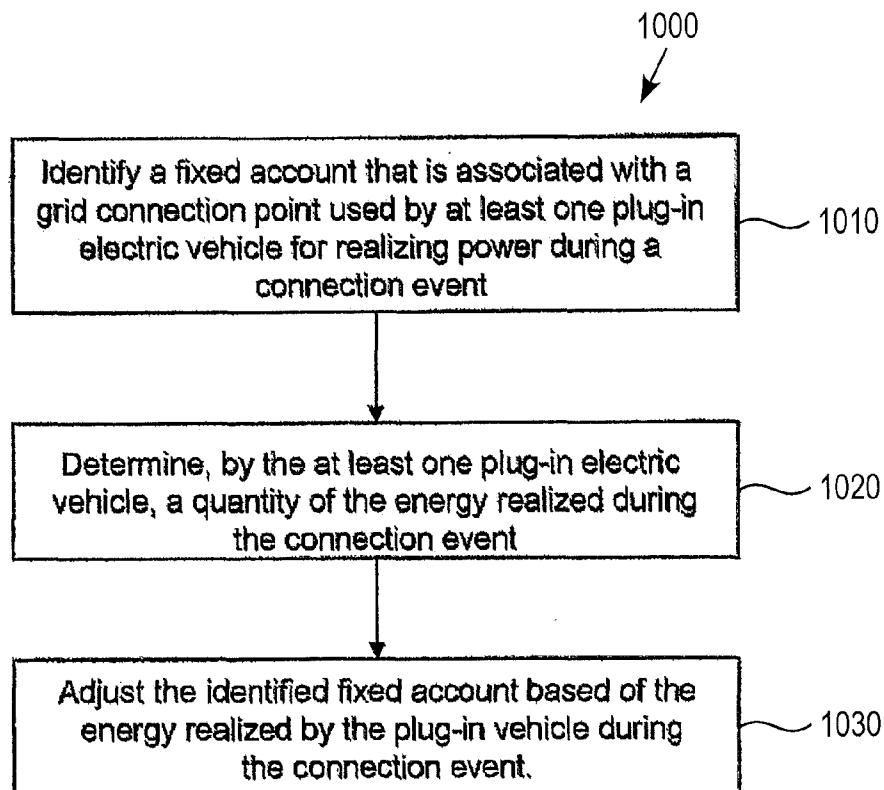 1000
Identify a fixed account that is associated with a
grid connection point used by at least one plug-in
electric vehicle for realizing power during a
connection event
1010
Determine, by the at least one plug-in electric
vehicle, a quantity of the energy realized during
the connection event
1020
Adjust the identified fixed account based of the
energy realized by the plug-in vehicle during
the connection event.
1030